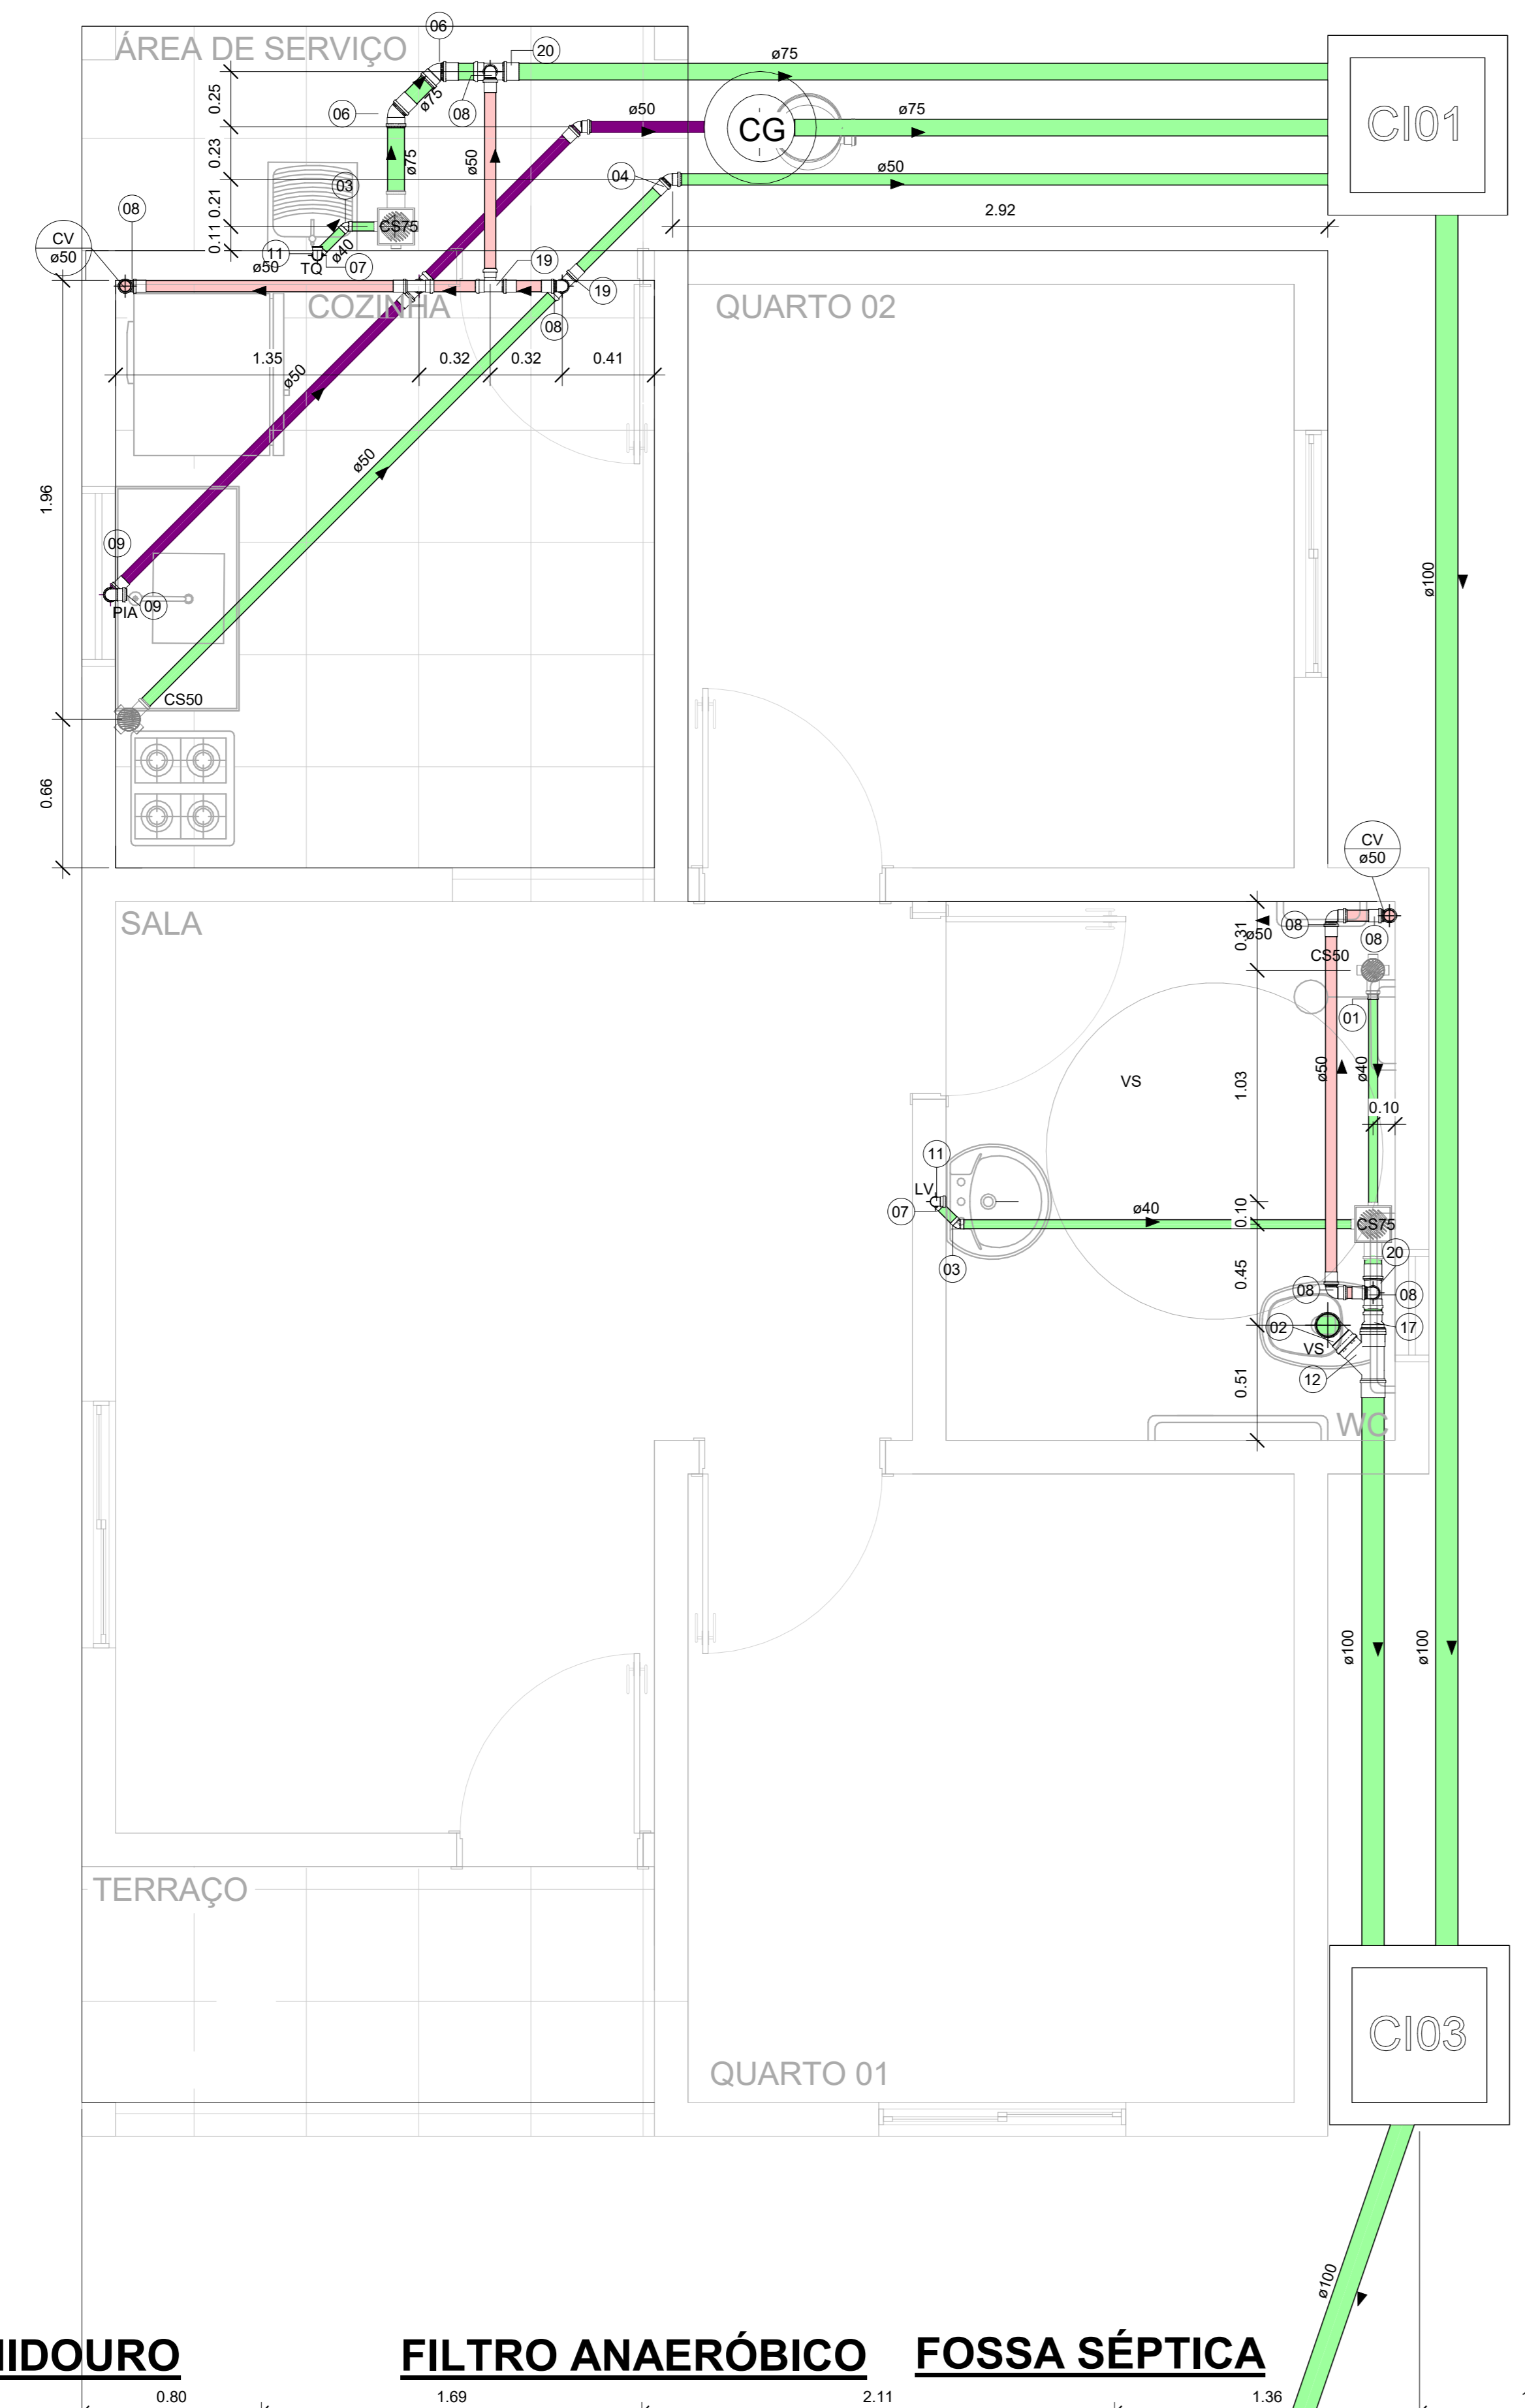 06
ÁREA DE SERVIÇO
20
ø75
0.25
ø75
06
08
ø50
ø75
CG
CI01
0.23
ø75
ø50
04
ø50
03
0.21
08
2.92
CS75
CV
ø50
0.11
11
ø40
07
TQ
ø50
19
19
COZINHA
QUARTO 02
08
1.35
0.32
0.32
0.41
ø50
ø50
1.96
09
ø100
PIA
09
CS50
0.66
CV
ø50
SALA
08
0.31
ø50
08
CS50
01
ø50
ø40
VS
1.03
0.10
11
LV
07
0.10
ø40
CS75
20
03
0.45
08
08
02
17
VS
12
0.51
WC
ø100
ø100
TERRAÇO
CI03
QUARTO 01
ø100
IDOURO
FILTRO ANAERÓBICO
FOSSA SÉPTICA
0.80
1.69
2.11
1.36